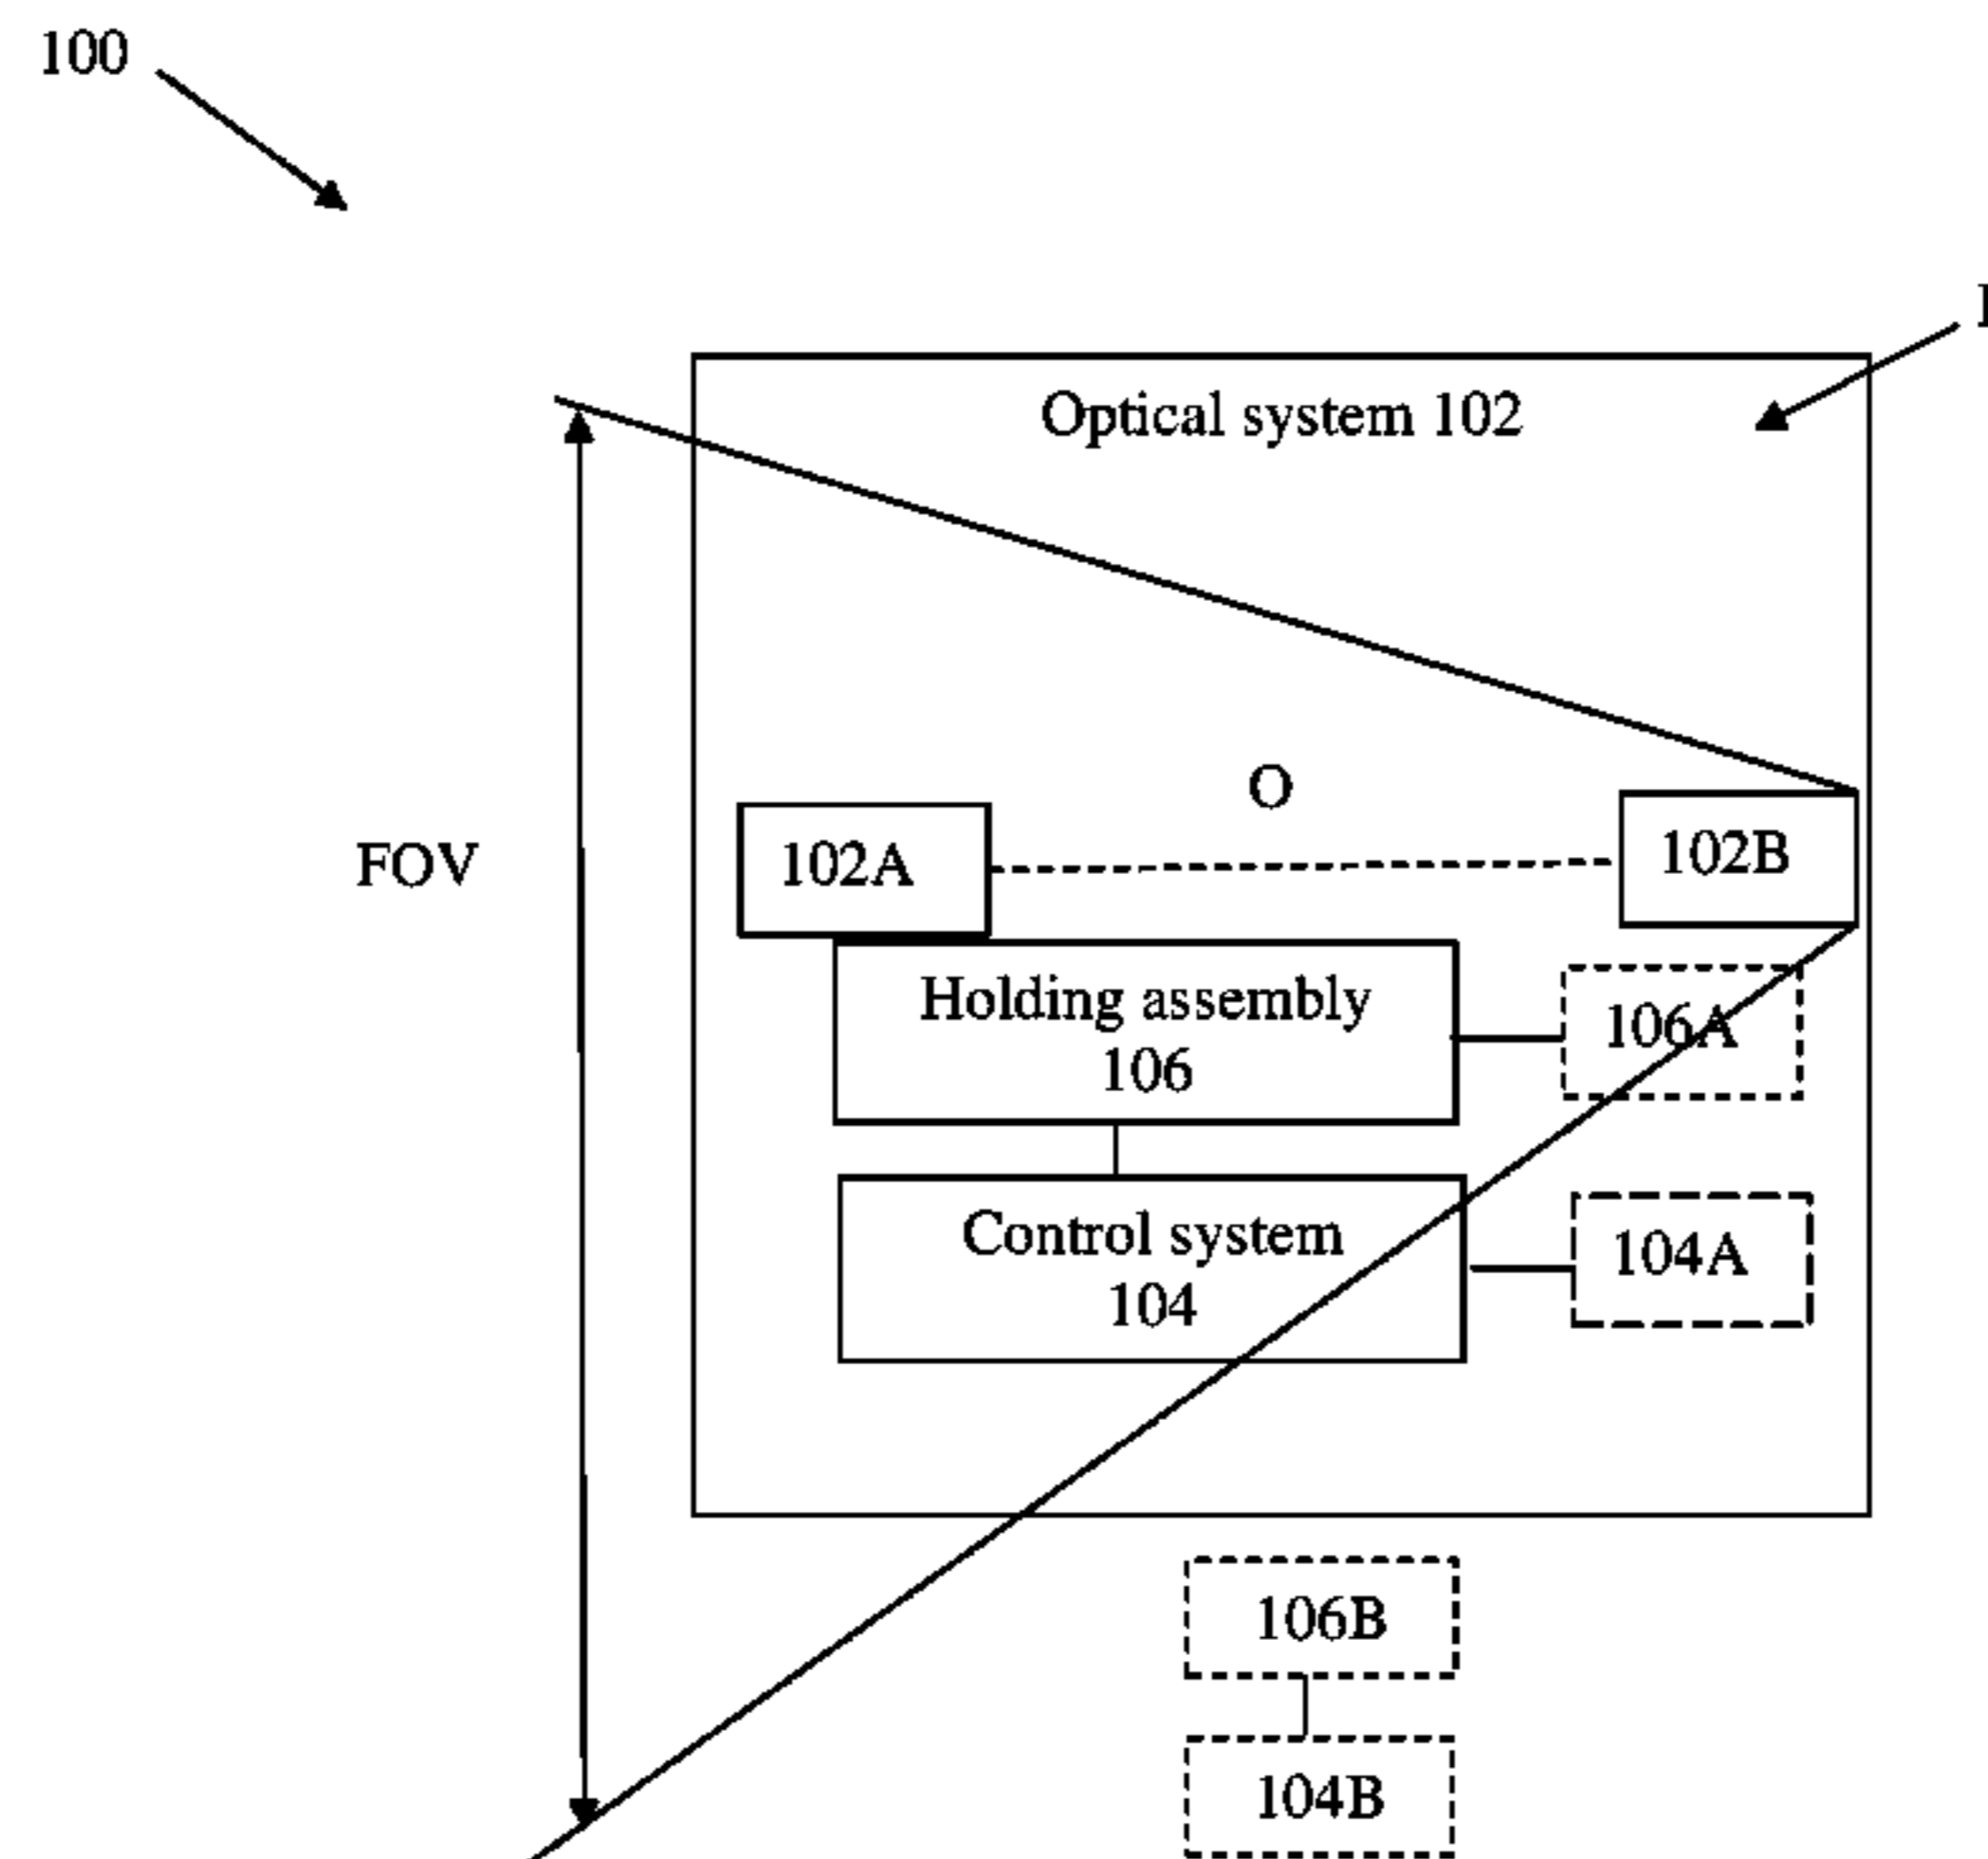 100
Optical system 102
O
FOV
102A
102B
Holding assembly
106
106A
Control system
104
104A
106B
104B